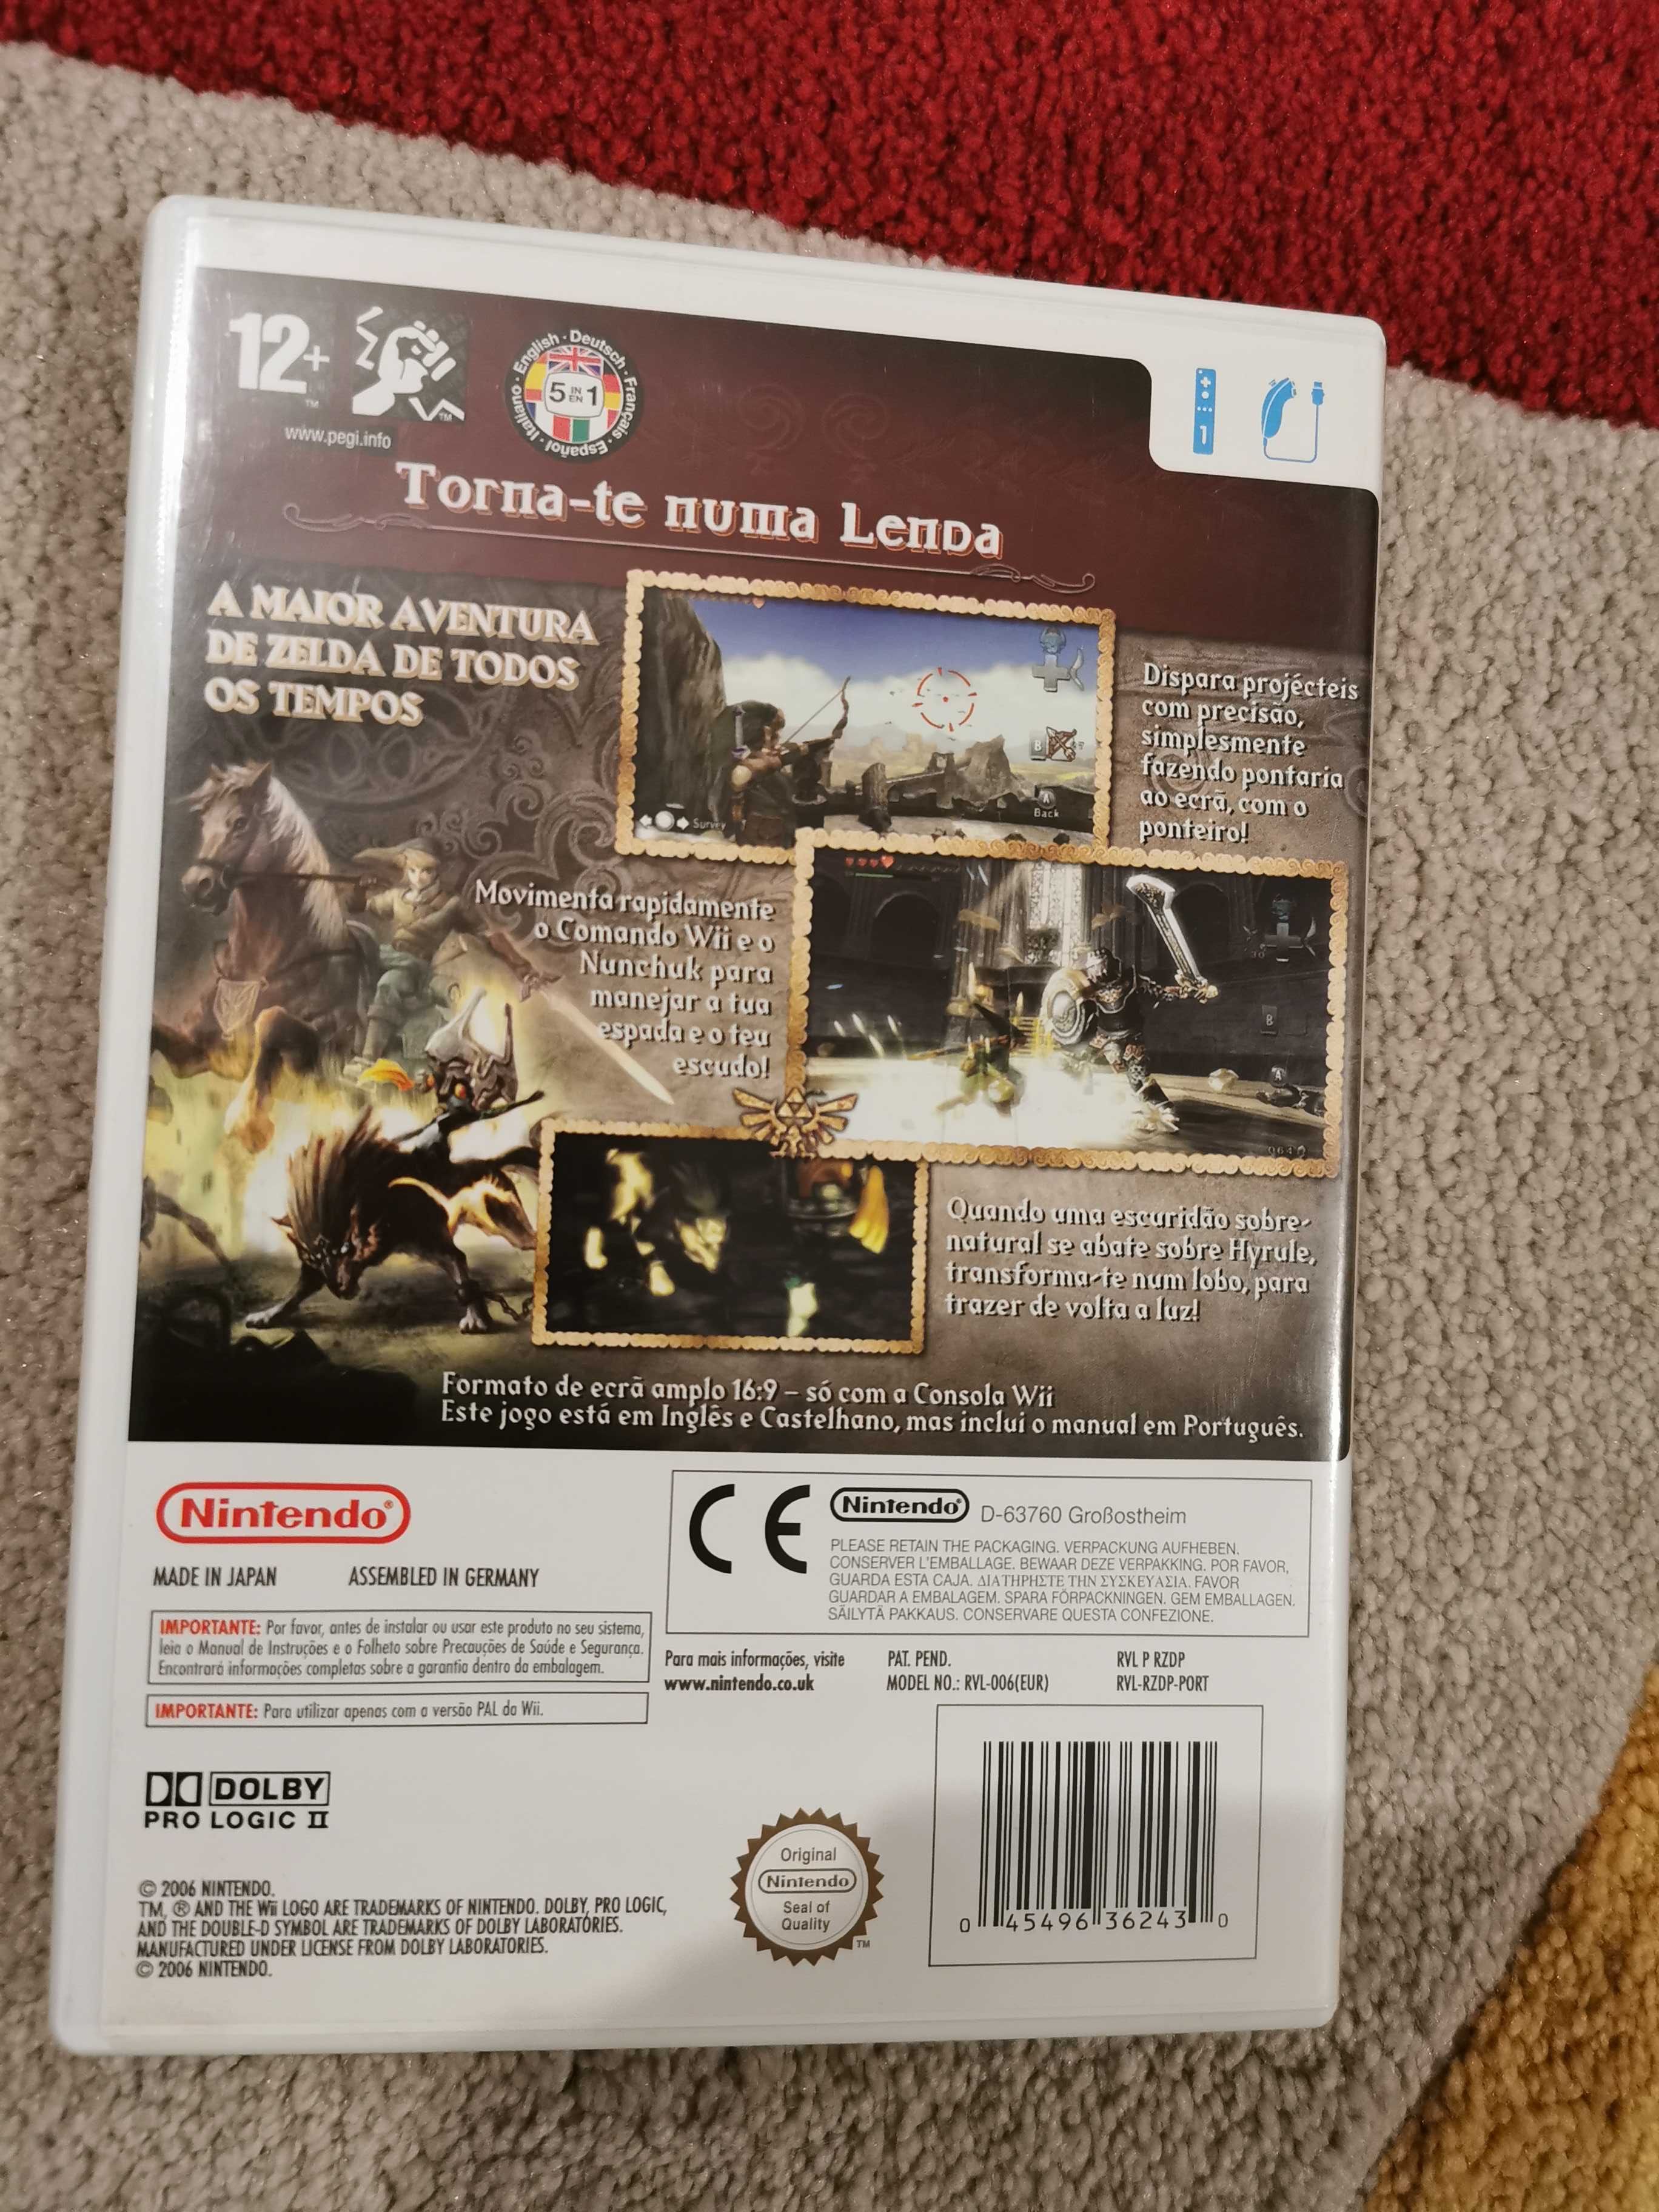 12+
TM
TM
www.pegi.info
English · Deutsch · Français · Español · Italiano ·
5 IN EN 1
1
Torna-te numa Lenda
A MAIOR AVENTURA
DE ZELDA DE TODOS
OS TEMPOS
B
A
Back
Survey
Dispara projécteis
com precisão,
simplesmente
fazendo pontaria
ao ecrã, com o
ponteiro!
Movimenta rapidamente
o Comando Wii e o
Nunchuk para
manejar a tua
espada e o teu
escudo!
B
A
Quando uma escuridão sobre-
natural se abate sobre Hyrule,
transforma-te num lobo, para
trazer de volta a luz!
Formato de ecrã amplo 16:9 – só com a Consola Wii
Este jogo está em Inglês e Castelhano, mas inclui o manual em Português.
Nintendo®
MADE IN JAPAN ASSEMBLED IN GERMANY
CE Nintendo® D-63760 Großostheim
PLEASE RETAIN THE PACKAGING. VERPACKUNG AUFHEBEN.
CONSERVER L'EMBALLAGE. BEWAAR DEZE VERPAKKING. POR FAVOR,
GUARDA ESTA CAJA. ΔΙΑΤΗΡΗΣΤΕ ΤΗΝ ΣΥΣΚΕΥΑΣΙΑ. FAVOR
GUARDAR A EMBALAGEM. SPARA FÖRPACKNINGEN. GEM EMBALLAGEN.
SÄILYTÄ PAKKAUS. CONSERVARE QUESTA CONFEZIONE.
IMPORTANTE: Por favor, antes de instalar ou usar este produto no seu sistema,
leia o Manual de Instruções e o Folheto sobre Precauções de Saúde e Segurança.
Encontrará informações completas sobre a garantia dentro da embalagem.
IMPORTANTE: Para utilizar apenas com a versão PAL da Wii.
Para mais informações, visite
www.nintendo.co.uk
PAT. PEND.
MODEL NO.: RVL-006(EUR)
RVL P RZDP
RVL-RZDP-PORT
DOLBY
PRO LOGIC II
© 2006 NINTENDO.
TM, ® AND THE Wii LOGO ARE TRADEMARKS OF NINTENDO. DOLBY, PRO LOGIC,
AND THE DOUBLE-D SYMBOL ARE TRADEMARKS OF DOLBY LABORATORIES.
MANUFACTURED UNDER LICENSE FROM DOLBY LABORATORIES.
© 2006 NINTENDO.
Original
Nintendo
Seal of
Quality
TM
0 45496 36243 0